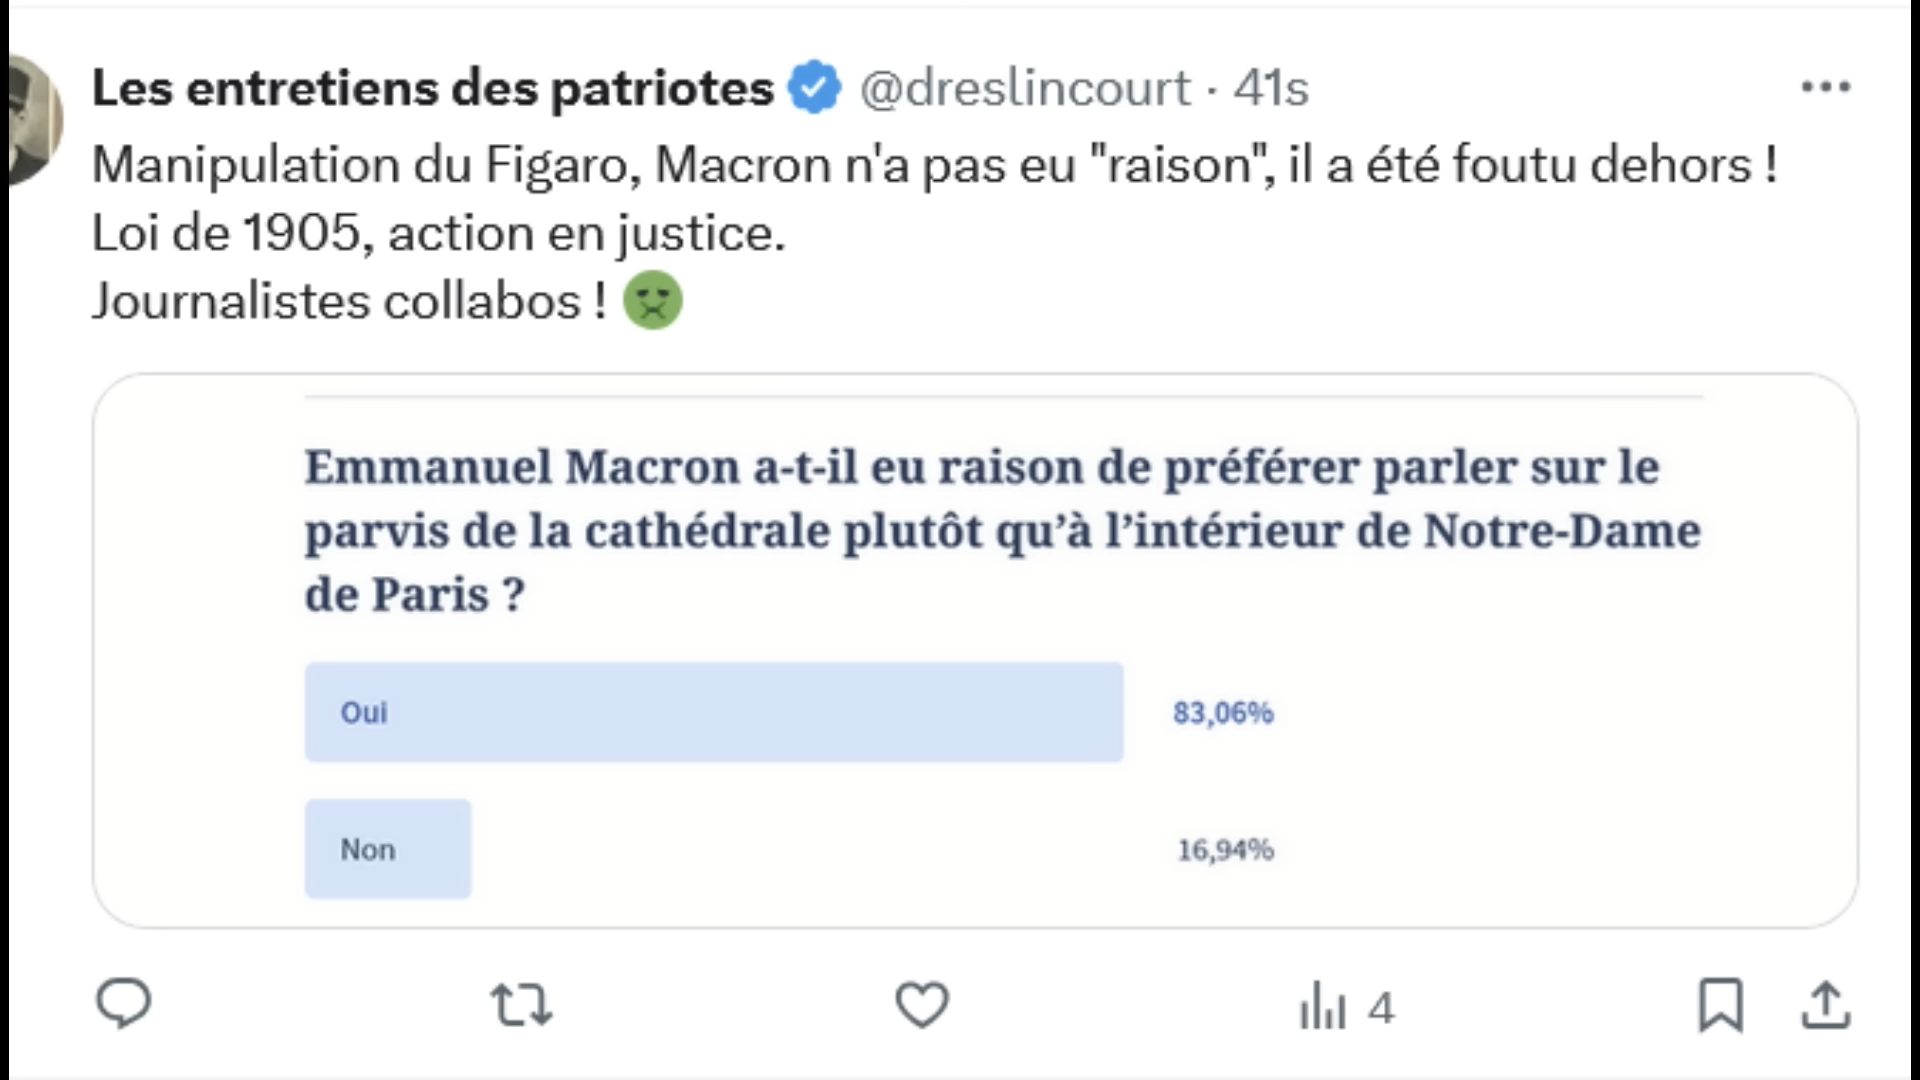 Les entretiens des patriotes @dreslincourt · 41s
Manipulation du Figaro, Macron n'a pas eu "raison", il a été foutu dehors !
Loi de 1905, action en justice.
Journalistes collabos !
Emmanuel Macron a-t-il eu raison de préférer parler sur le
parvis de la cathédrale plutôt qu’à l’intérieur de Notre-Dame
de Paris ?
Oui 83,06%
Non 16,94%
4